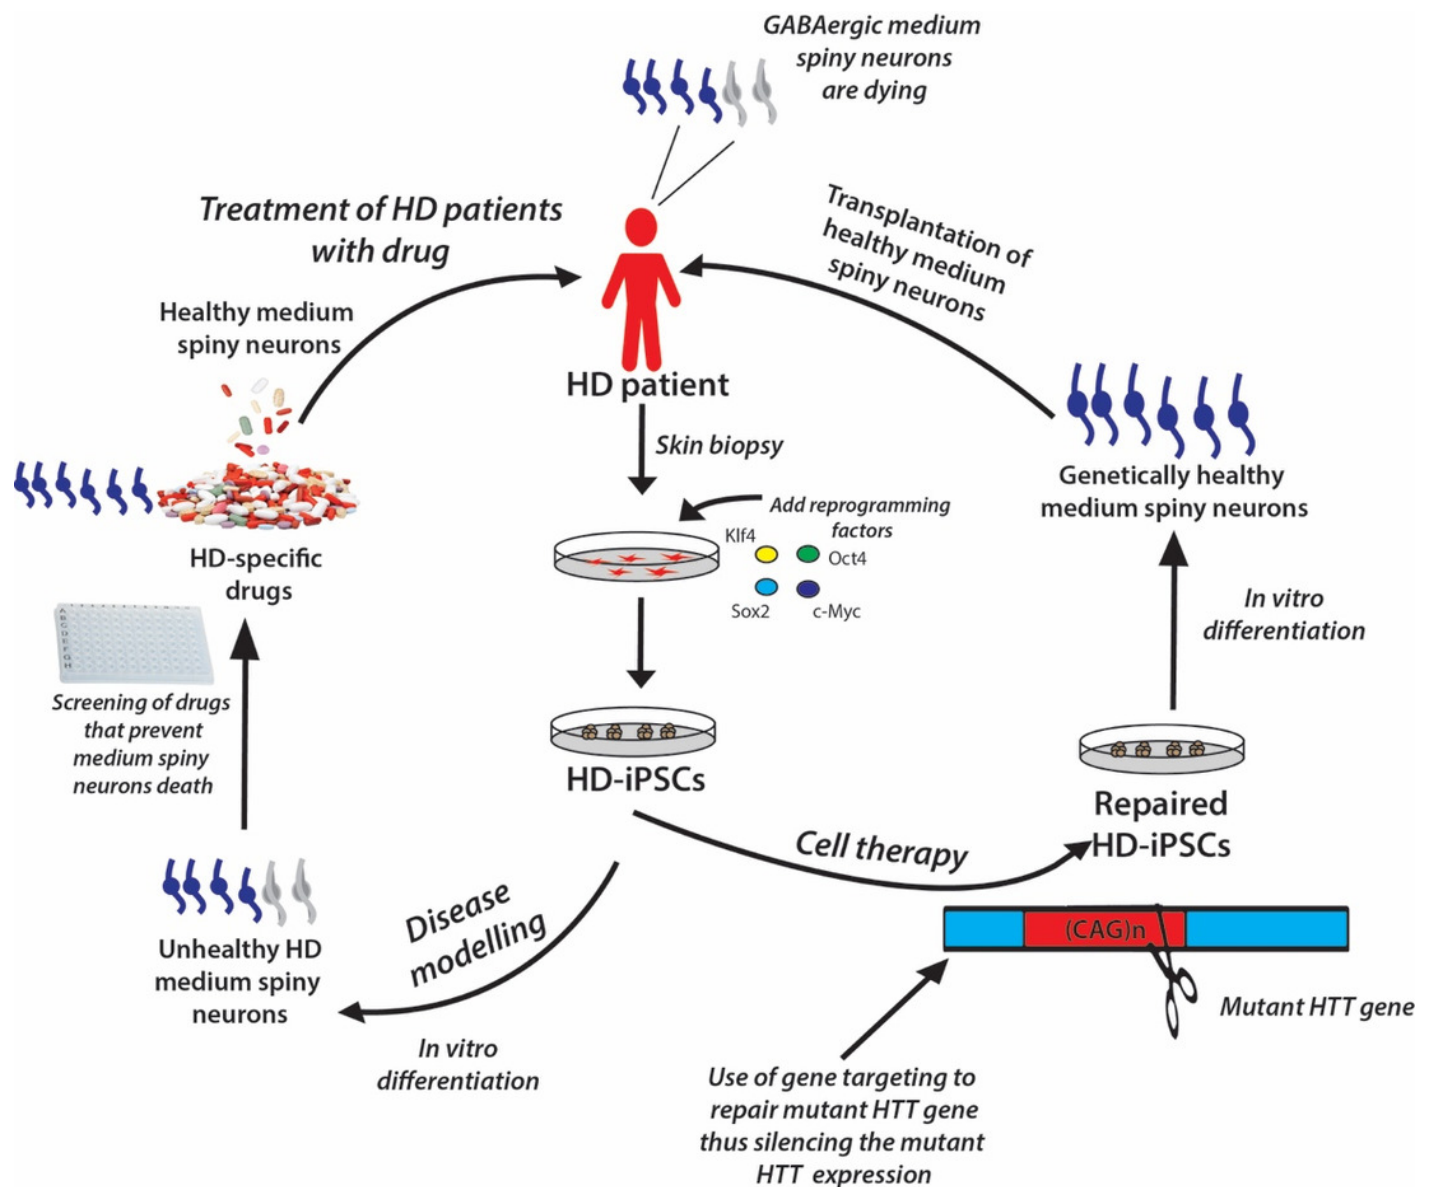 GABAergic medium
spiny neurons
are dying
Treatment of HD patients
with drug
Transplantation of
healthy medium
spiny neurons
Healthy medium
spiny neurons
HD patient
Skin biopsy
Add reprogramming
factors
Klf4
Oct4
Sox2
c-Myc
Genetically healthy
medium spiny neurons
HD-specific
drugs
In vitro
differentiation
A
B
C
D
E
F
G
H
Screening of drugs
that prevent
medium spiny
neurons death
HD-iPSCs
Repaired
HD-iPSCs
Cell therapy
Disease
modelling
Unhealthy HD
medium spiny
neurons
(CAG)n
Mutant HTT gene
In vitro
differentiation
Use of gene targeting to
repair mutant HTT gene
thus silencing the mutant
HTT expression